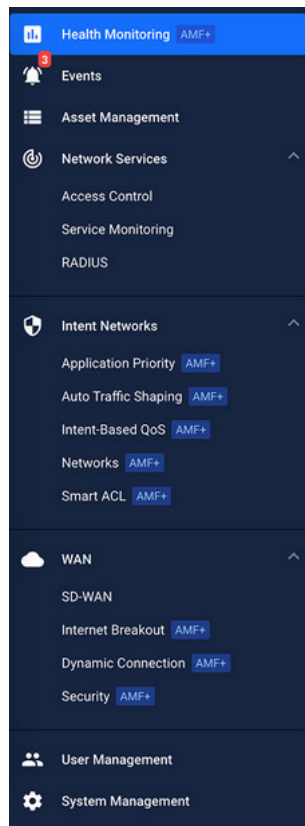 Health Monitoring AMF+
3
Events
Asset Management
Network Services
Access Control
Service Monitoring
RADIUS
Intent Networks
Application Priority AMF+
Auto Traffic Shaping AMF+
Intent-Based QoS AMF+
Networks AMF+
Smart ACL AMF+
WAN
SD-WAN
Internet Breakout AMF+
Dynamic Connection AMF+
Security AMF+
User Management
System Management